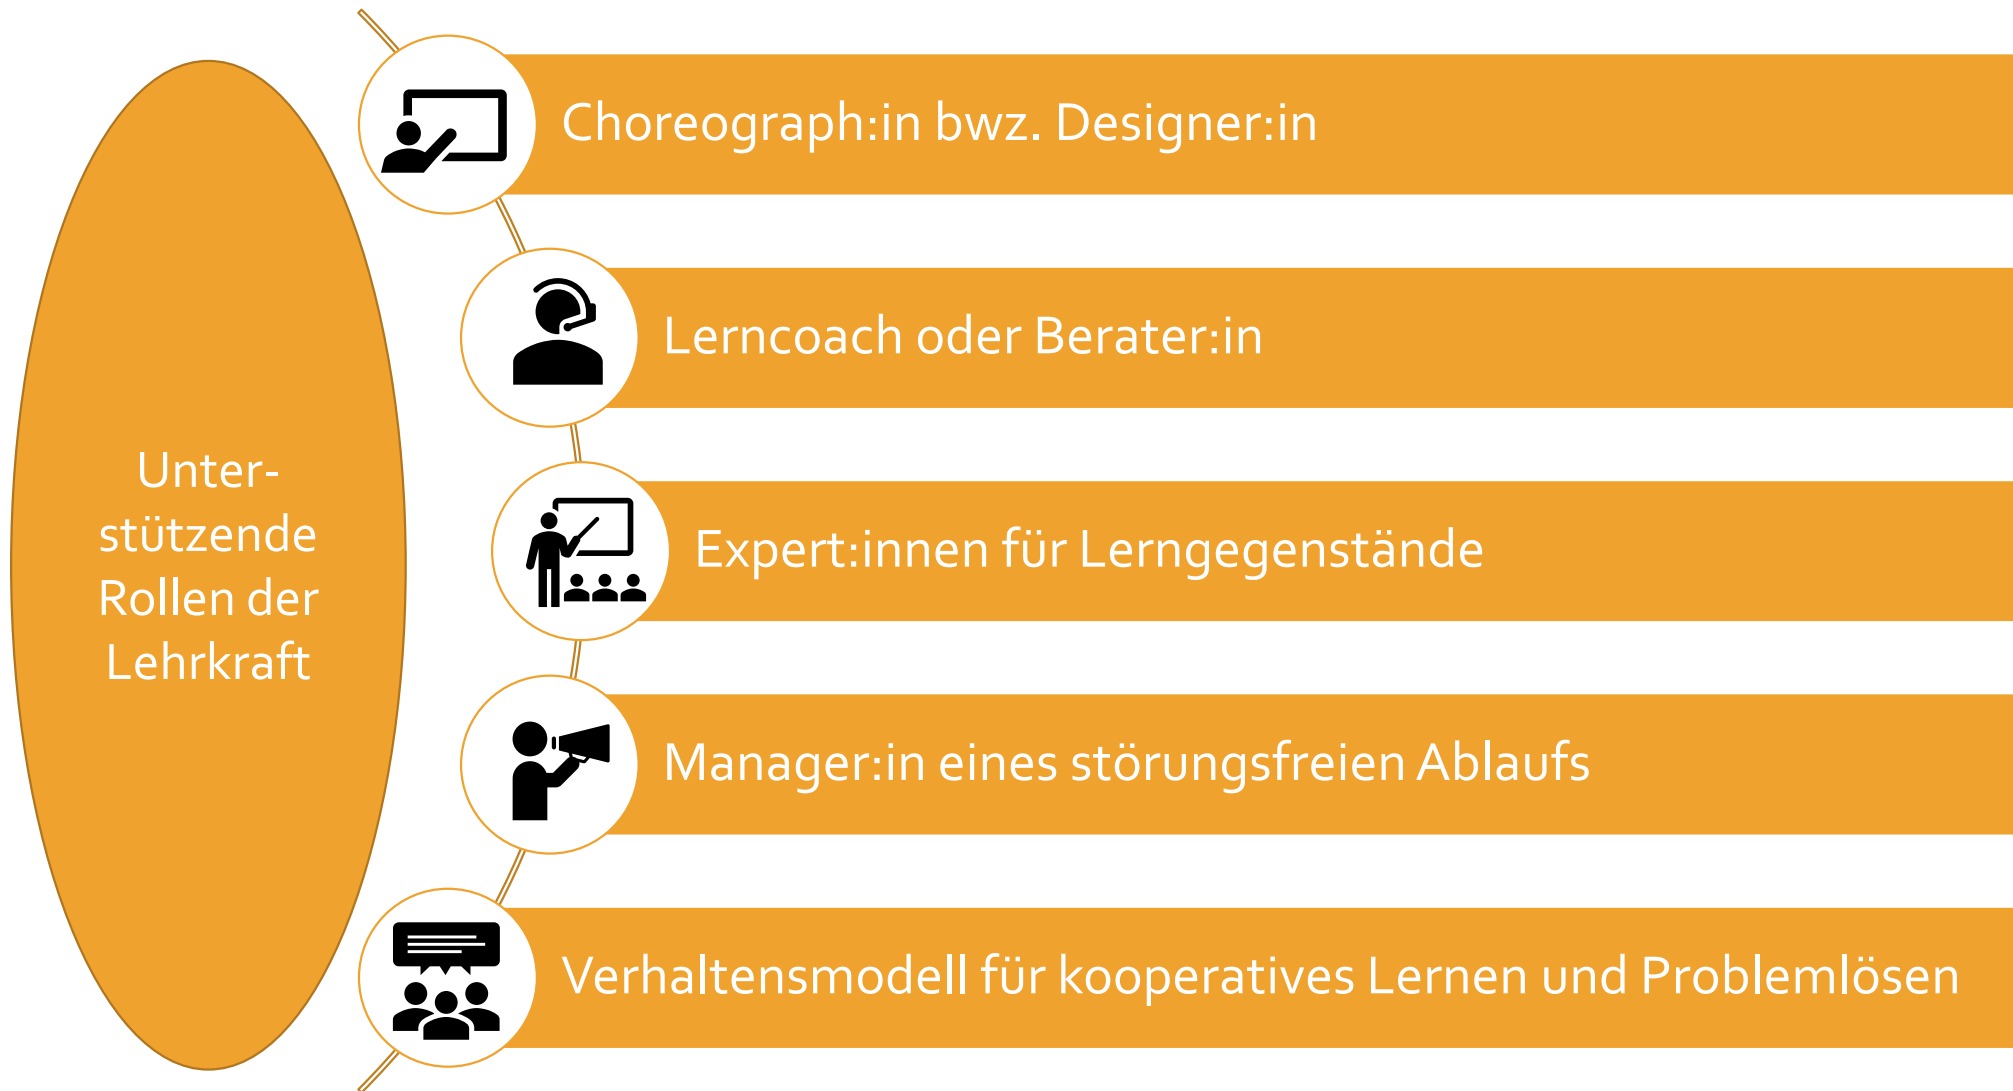 Unter-
stützende
Rollen der
Lehrkraft
Choreograph:in bwz. Designer:in
Lerncoach oder Berater:in
Expert:innen für Lerngegenstände
Manager:in eines störungsfreien Ablaufs
Verhaltensmodell für kooperatives Lernen und Problemlösen